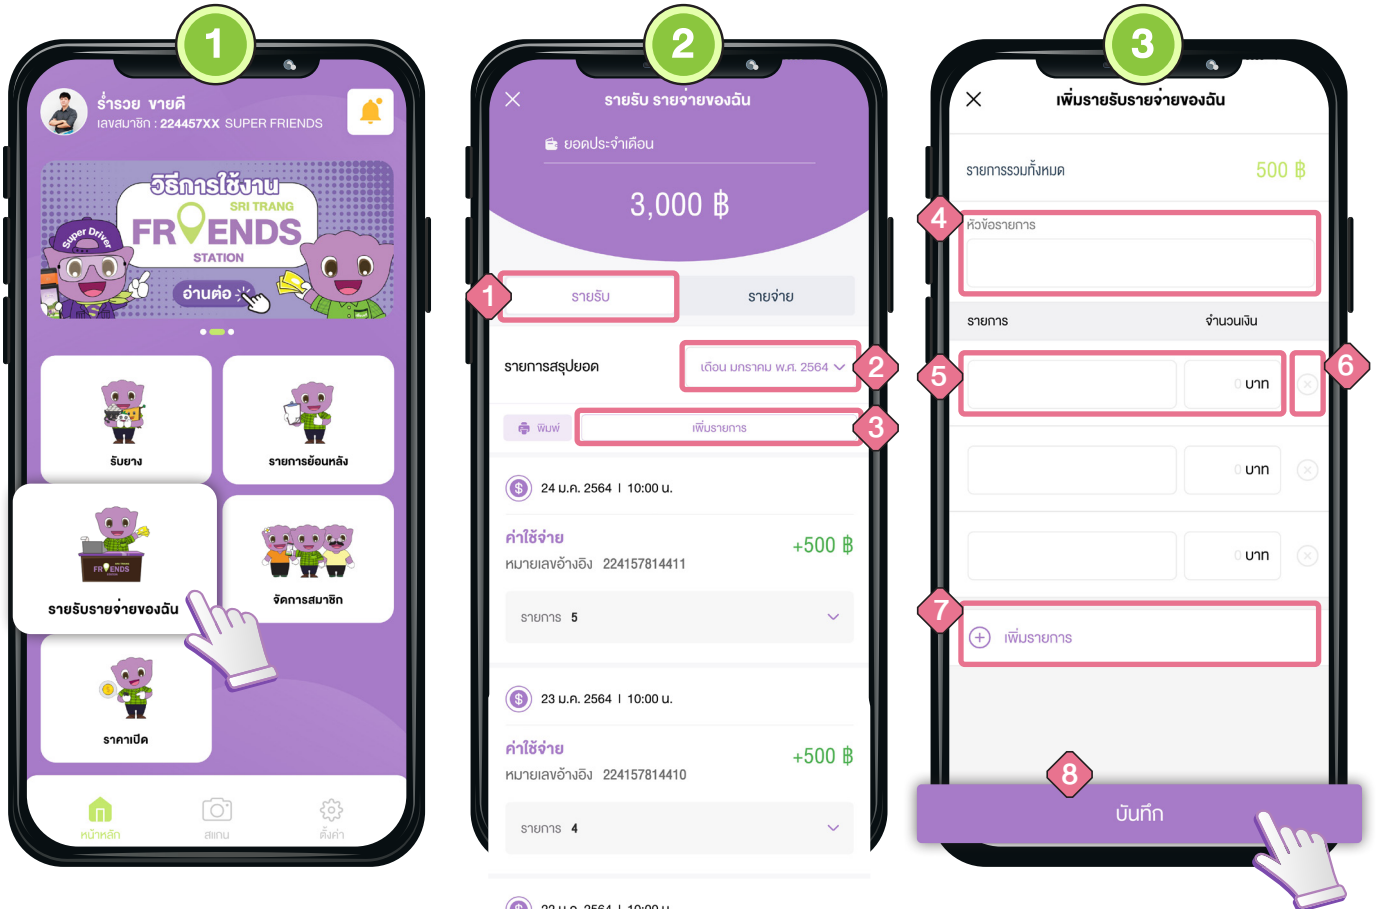 1
ร่ำรวย ขายดี
เลขสมาชิก : 224457XX SUPER FRIENDS
วิธีการใช้งาน
SRI TRANG
FRIENDS
STATION
Super Driver
อ่านต่อ
รับยาง
รายการย้อนหลัง
FRIENDS
รายรับรายจ่ายของฉัน
จัดการสมาชิก
ราคาเปิด
หน้าหลัก
สแกน
ตั้งค่า
2
รายรับ รายจ่ายของฉัน
ยอดประจำเดือน
3,000 ฿
1
รายรับ
รายจ่าย
รายการสรุปยอด
เดือน มกราคม พ.ศ. 2564
2
พิมพ์
เพิ่มรายการ
3
24 ม.ค. 2564 | 10:00 น.
ค่าใช้จ่าย
+500 ฿
หมายเลขอ้างอิง 224157814411
รายการ 5
23 ม.ค. 2564 | 10:00 น.
ค่าใช้จ่าย
+500 ฿
หมายเลขอ้างอิง 224157814410
รายการ 4
22 ม.ค. 2564 | 10:00 น.
3
เพิ่มรายรับรายจ่ายของฉัน
รายการรวมทั้งหมด
500 ฿
4
หัวข้อรายการ
รายการ
จำนวนเงิน
5
0 บาท
6
0 บาท
0 บาท
7
เพิ่มรายการ
8
บันทึก